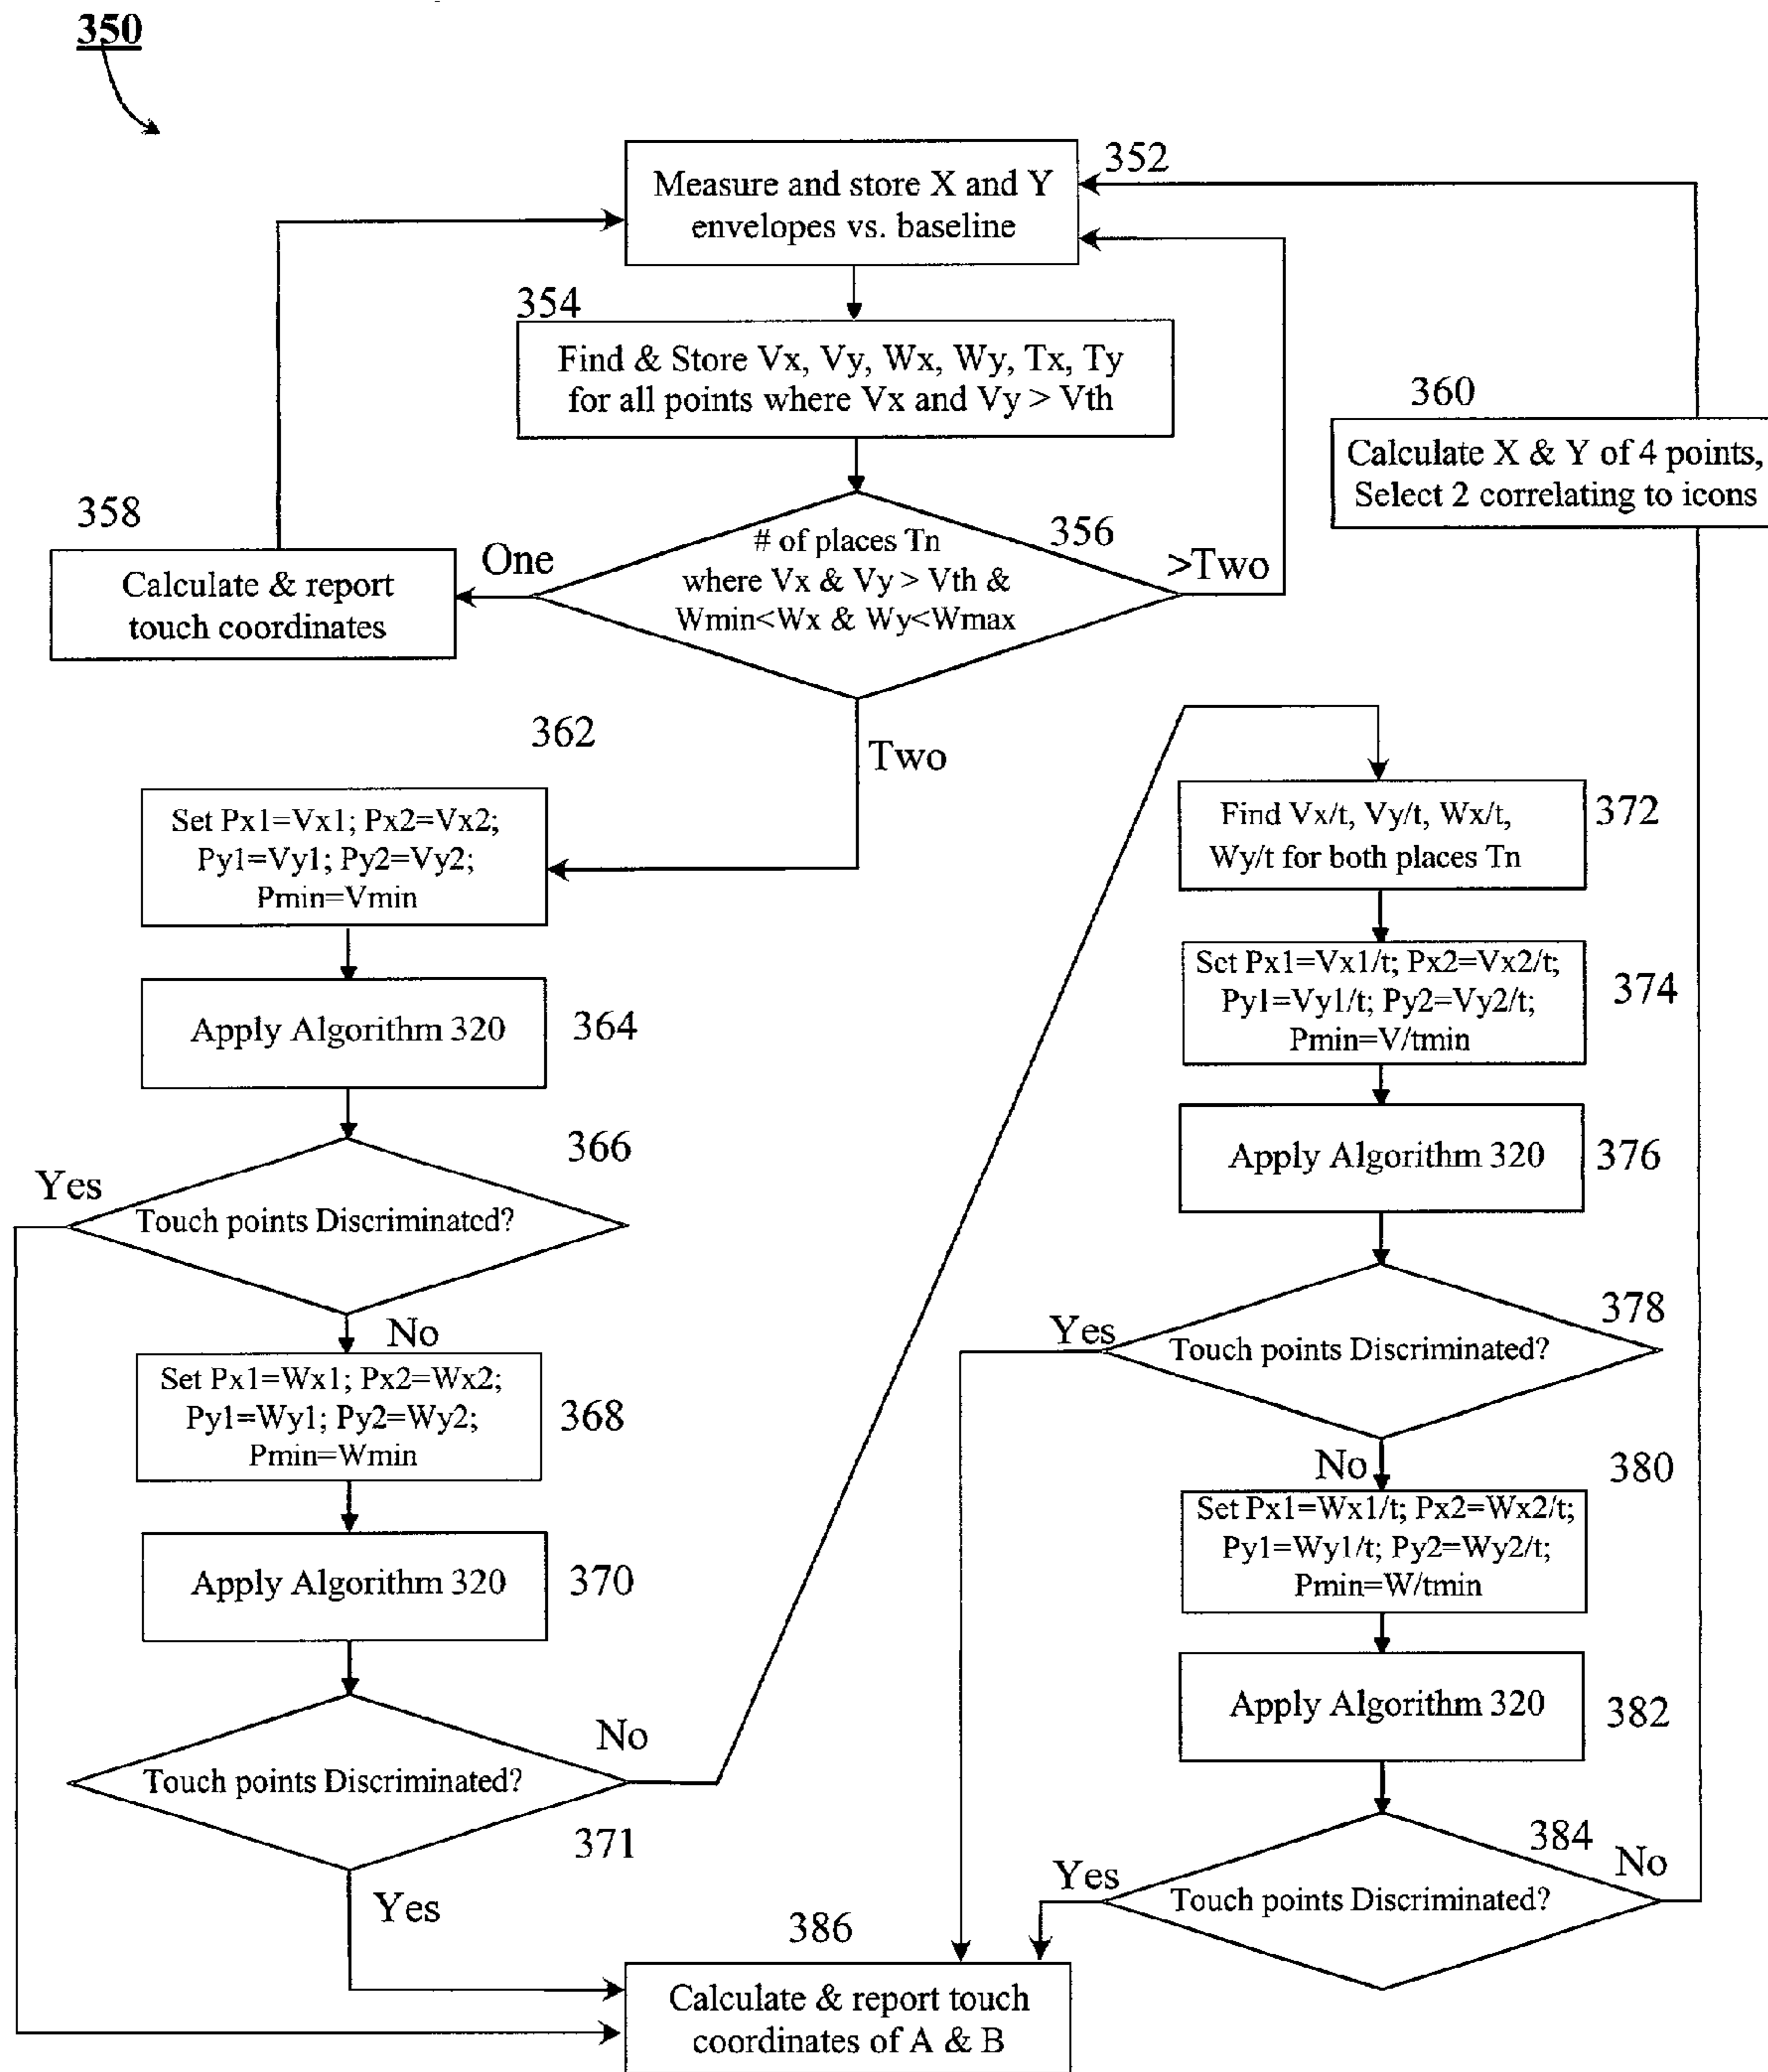 350
352
Measure and store X and Y
envelopes vs. baseline
354
Find & Store Vx, Vy, Wx, Wy, Tx, Ty
for all points where Vx and Vy > Vth
360
Calculate X & Y of 4 points,
Select 2 correlating to icons
358
Calculate & report
touch coordinates
One
356
# of places Tn
where Vx & Vy > Vth &
Wmin<Wx & Wy<Wmax
>Two
Two
362
Set Px1=Vx1; Px2=Vx2;
Py1=Vy1; Py2=Vy2;
Pmin=Vmin
Apply Algorithm 320
364
366
Yes
Touch points Discriminated?
No
Set Px1=Wx1; Px2=Wx2;
Py1=Wy1; Py2=Wy2;
Pmin=Wmin
368
Apply Algorithm 320
370
No
Touch points Discriminated?
371
Yes
Find Vx/t, Vy/t, Wx/t,
Wy/t for both places Tn
372
Set Px1=Vx1/t; Px2=Vx2/t;
Py1=Vy1/t; Py2=Vy2/t;
Pmin=V/tmin
374
Apply Algorithm 320
376
378
Yes
Touch points Discriminated?
No
380
Set Px1=Wx1/t; Px2=Wx2/t;
Py1=Wy1/t; Py2=Wy2/t;
Pmin=W/tmin
Apply Algorithm 320
382
384
Yes
No
Touch points Discriminated?
386
Calculate & report touch
coordinates of A & B